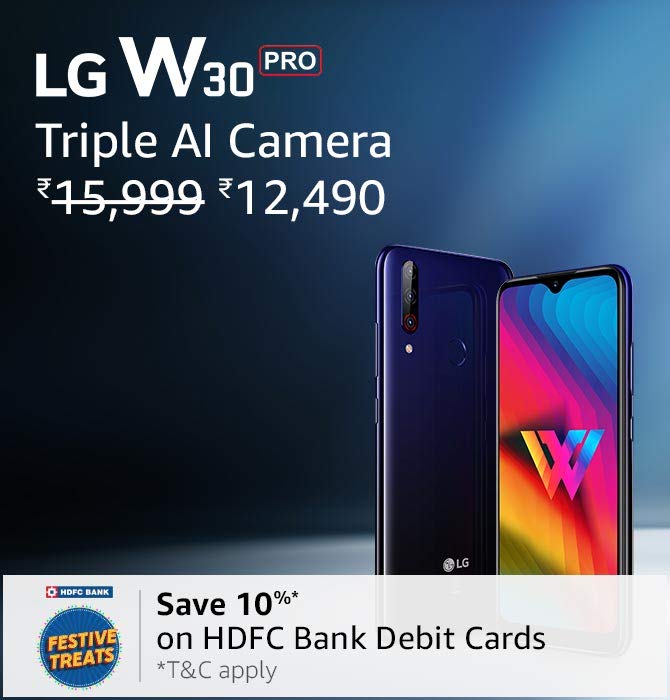 LG W30 PRO
Triple AI Camera
₹15,999 ₹12,490
LG
HDFC BANK
FESTIVE
TREATS
Save 10%*
on HDFC Bank Debit Cards
*T&C apply